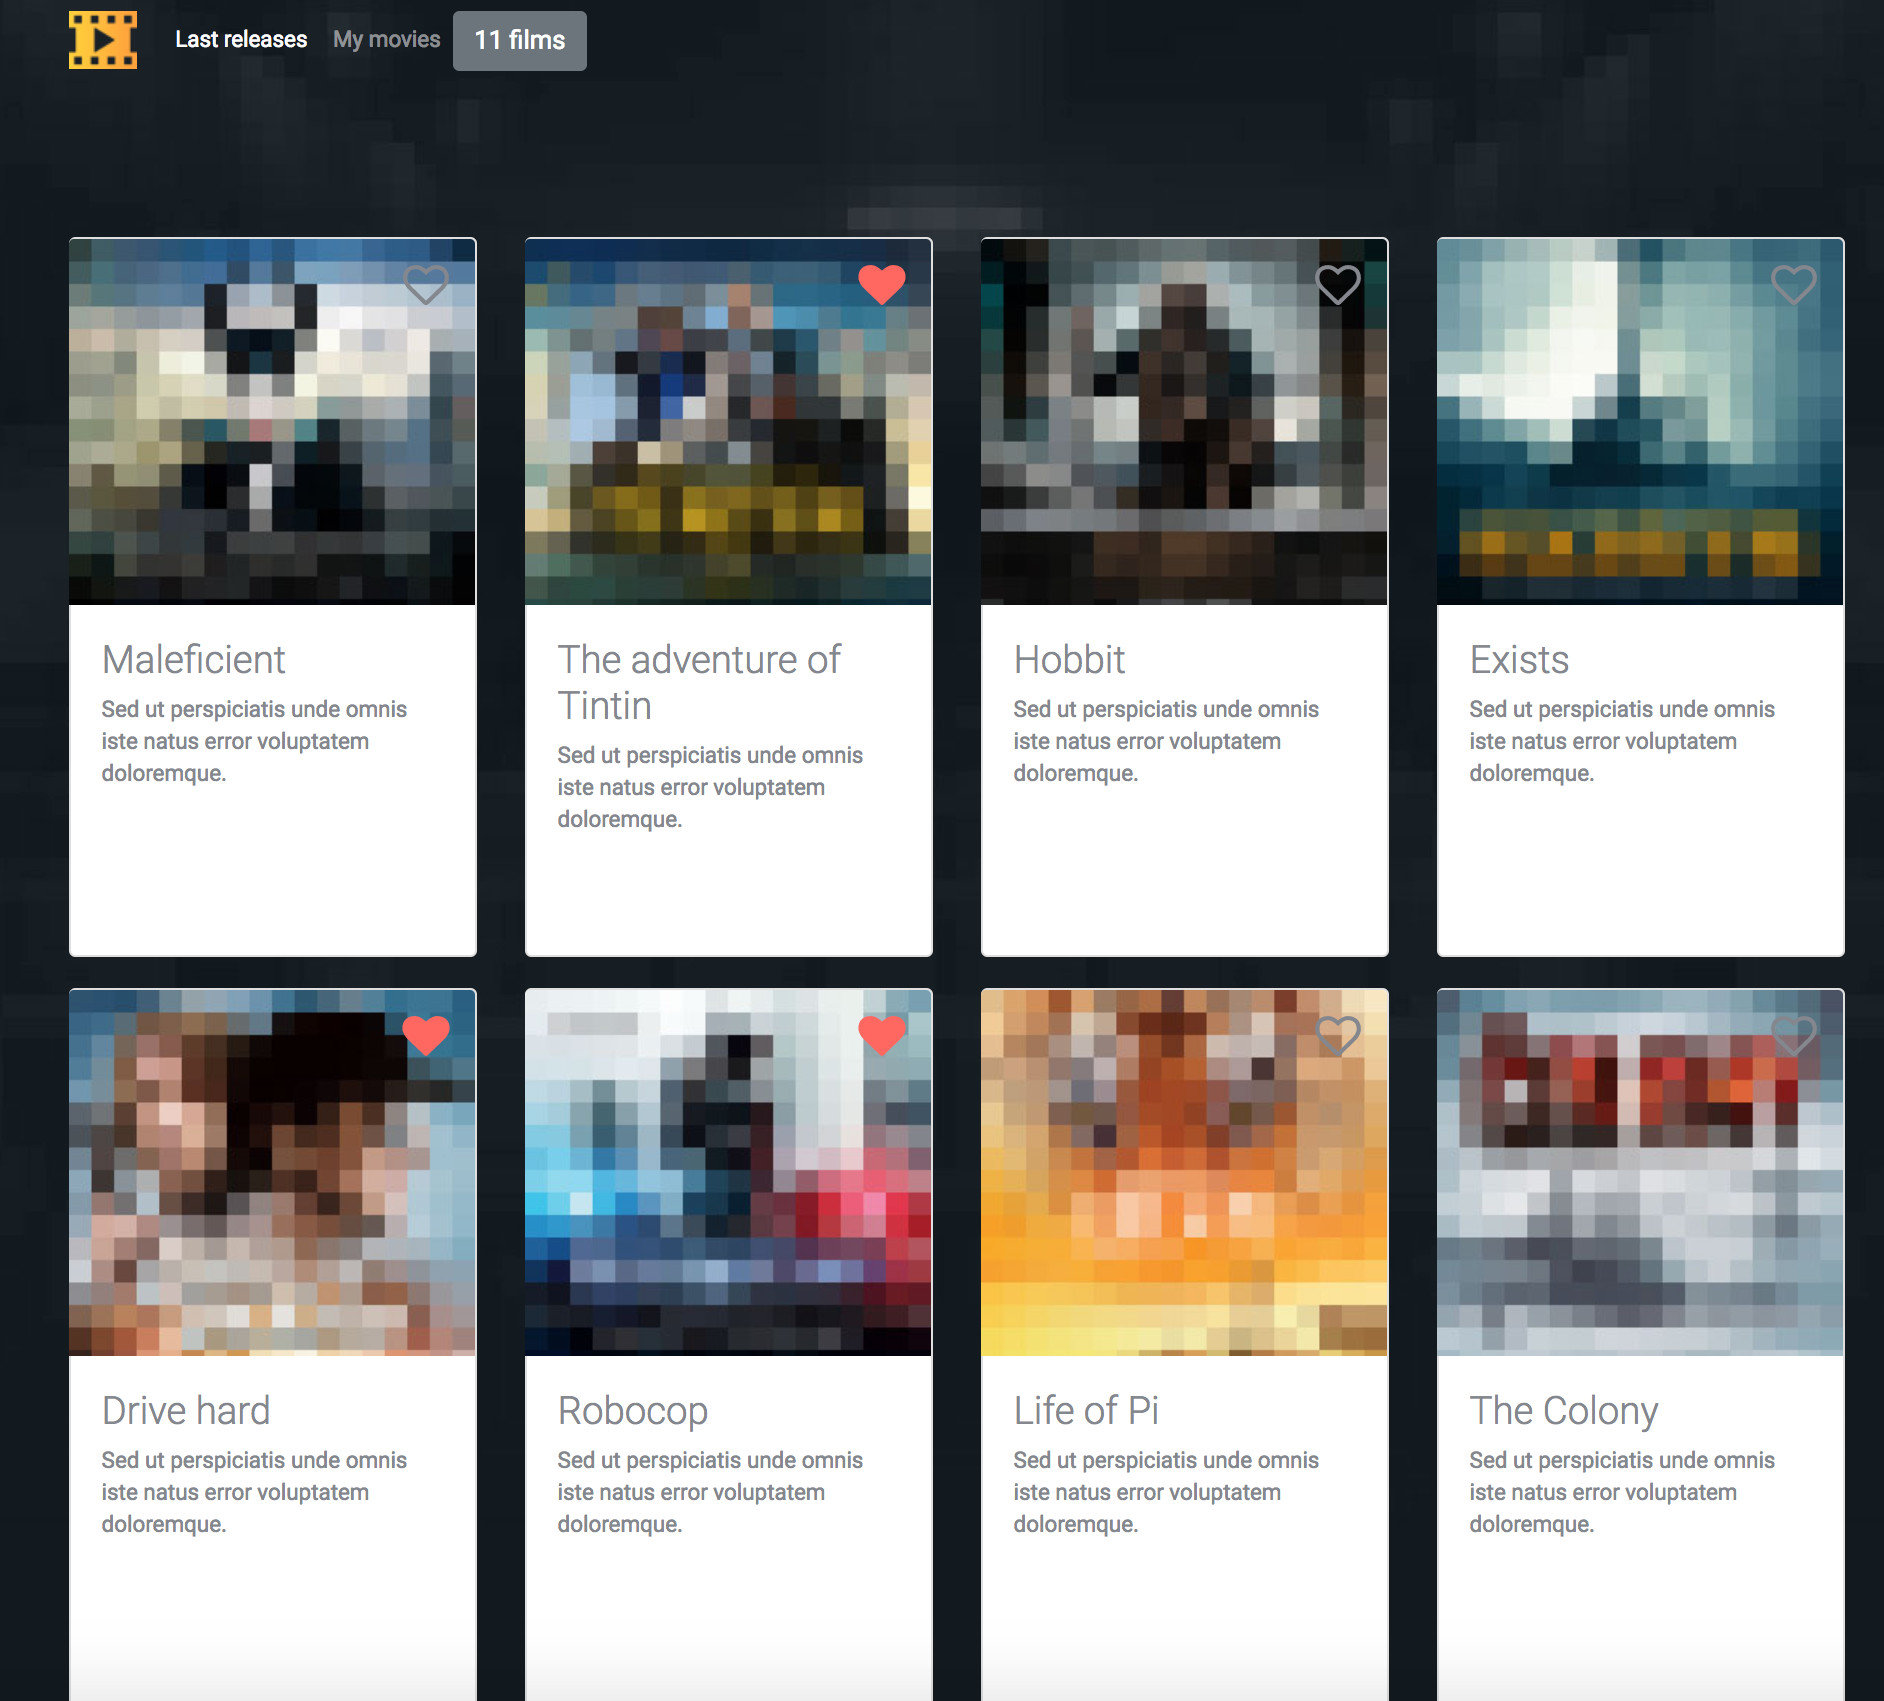 Last releases My movies 11 films
Maleficient
Sed ut perspiciatis unde omnis
iste natus error voluptatem
doloremque.
The adventure of
Tintin
Sed ut perspiciatis unde omnis
iste natus error voluptatem
doloremque.
Hobbit
Sed ut perspiciatis unde omnis
iste natus error voluptatem
doloremque.
Exists
Sed ut perspiciatis unde omnis
iste natus error voluptatem
doloremque.
Drive hard
Sed ut perspiciatis unde omnis
iste natus error voluptatem
doloremque.
Robocop
Sed ut perspiciatis unde omnis
iste natus error voluptatem
doloremque.
Life of Pi
Sed ut perspiciatis unde omnis
iste natus error voluptatem
doloremque.
The Colony
Sed ut perspiciatis unde omnis
iste natus error voluptatem
doloremque.